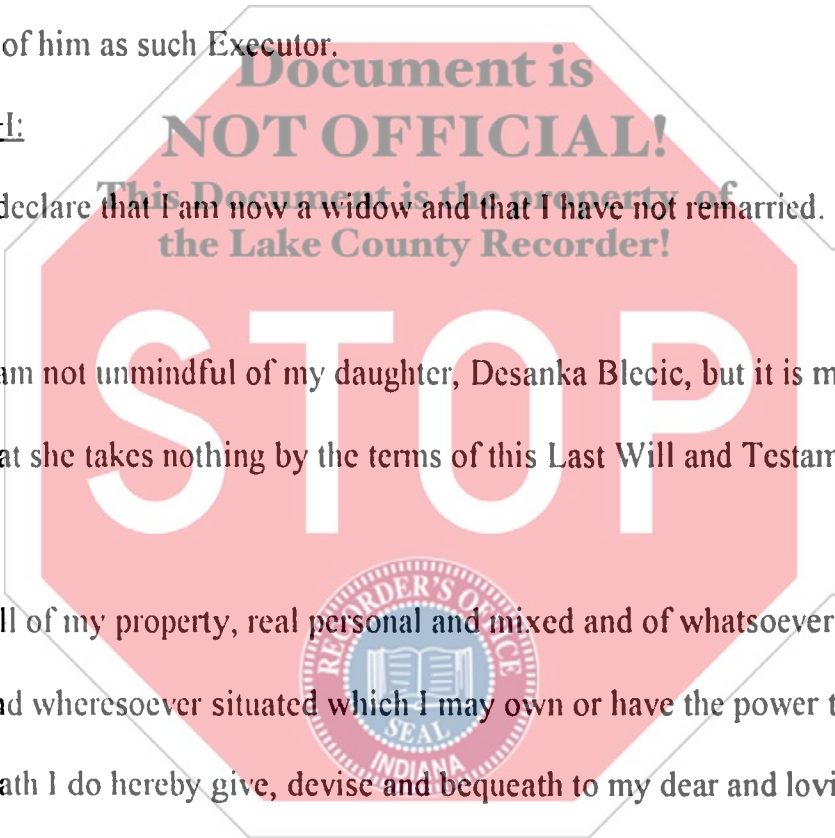 of him as such Executor.
Document is
NOT OFFICIAL!
H:
This Document is the property of
declare that I am now a widow and that I have not remarried.
the Lake County Recorder!
STOP
am not unmindful of my daughter, Desanka Blecic, but it is m
at she takes nothing by the terms of this Last Will and Testam
RECORDER'S OFFICE
ll of my property, real personal and mixed and of whatsoever
nd wheresoever situated which I may own or have the power t
SEAL
INDIANA
ath I do hereby give, devise and bequeath to my dear and lovi